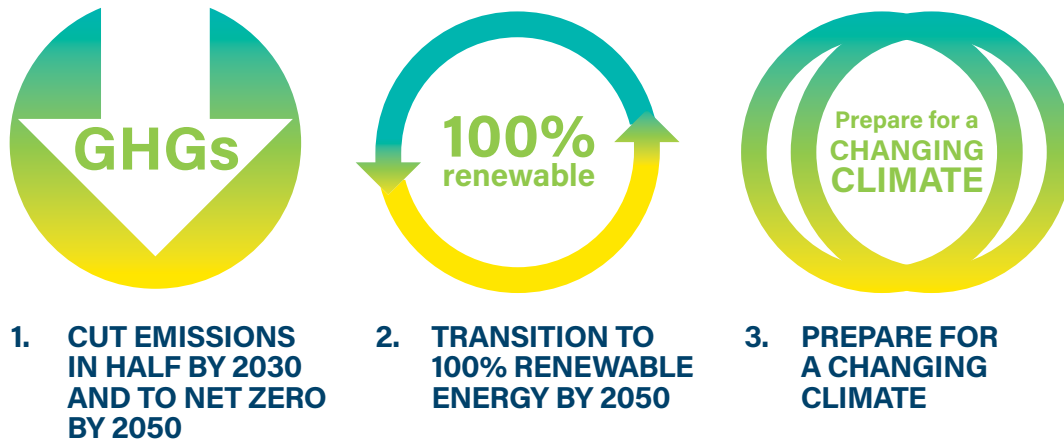 GHGs
100%
renewable
Prepare for a
CHANGING
CLIMATE
1. CUT EMISSIONS
IN HALF BY 2030
AND TO NET ZERO
BY 2050
2. TRANSITION TO
100% RENEWABLE
ENERGY BY 2050
3. PREPARE FOR
A CHANGING
CLIMATE